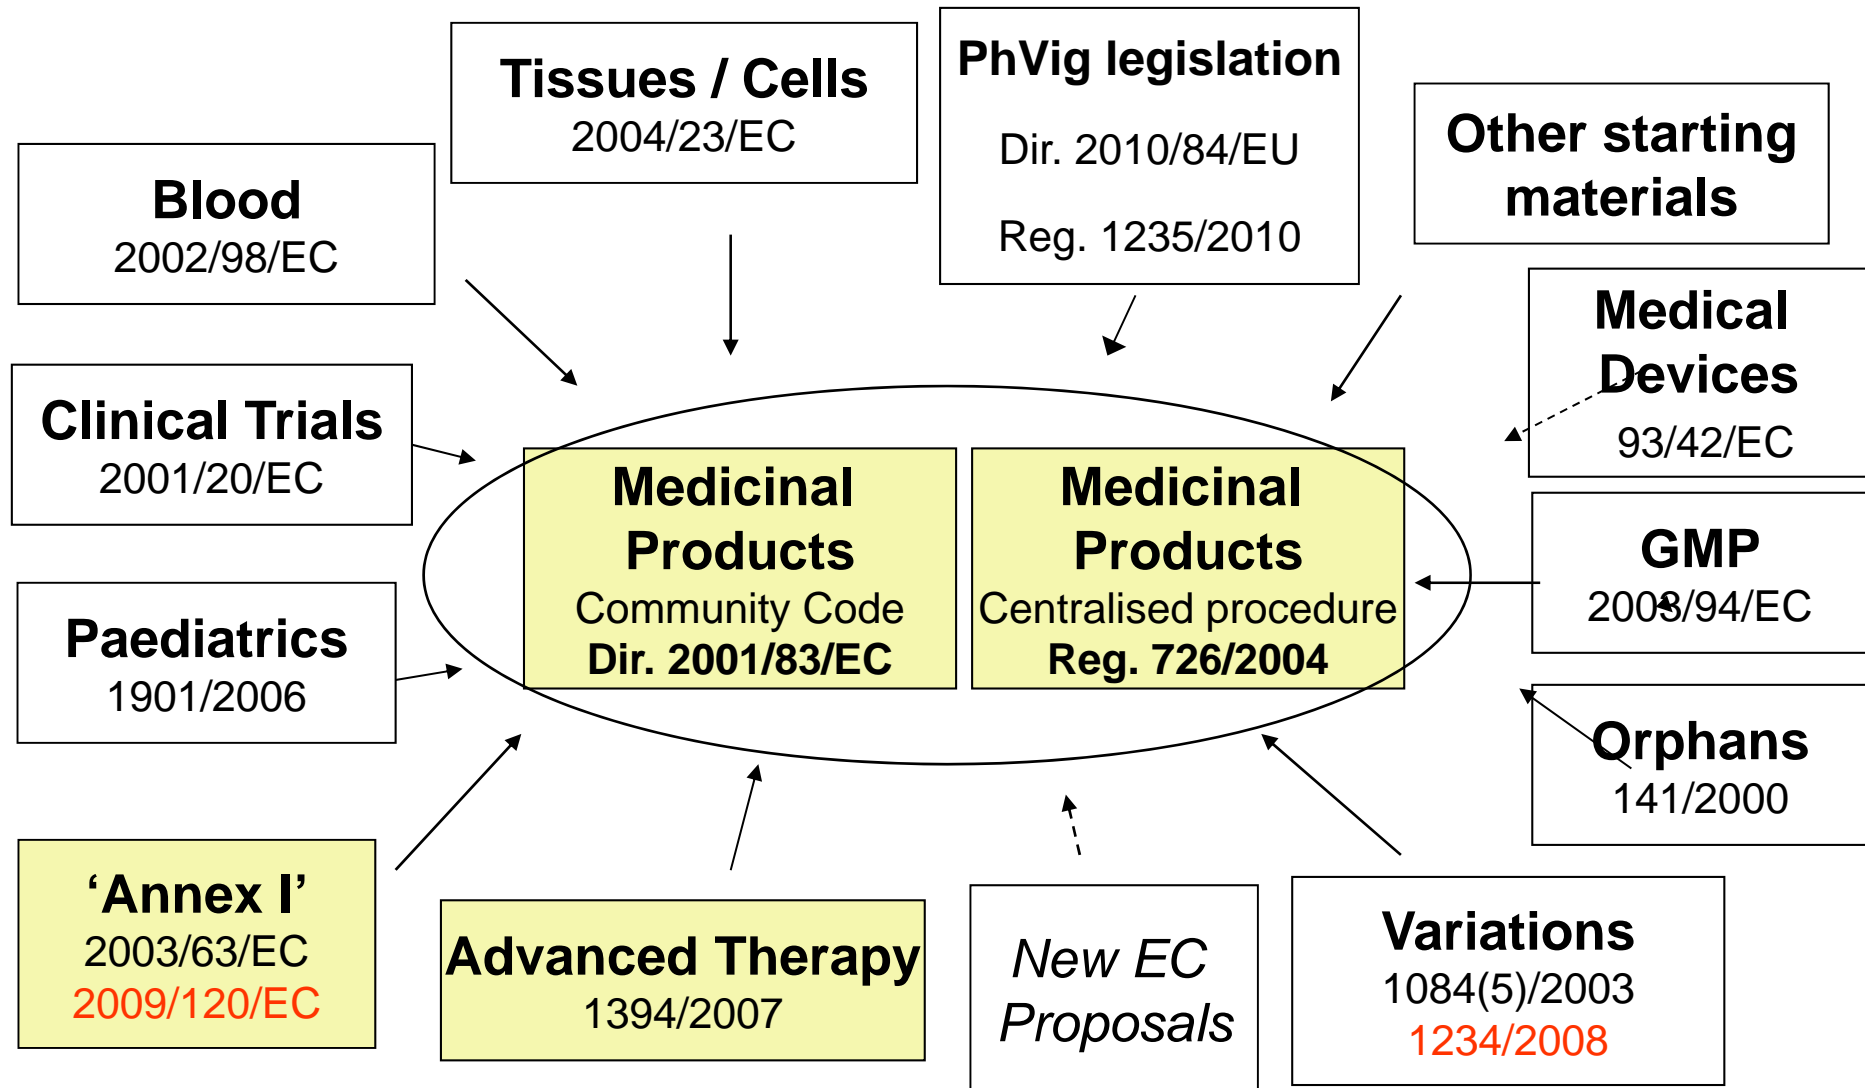 Tissues / Cells
2004/23/EC
PhVig legislation
Dir. 2010/84/EU
Reg. 1235/2010
Other starting
materials
Blood
2002/98/EC
Medical
Devices
93/42/EC
Clinical Trials
2001/20/EC
Medicinal
Products
Community Code
Dir. 2001/83/EC
Medicinal
Products
Centralised procedure
Reg. 726/2004
GMP
2003/94/EC
Paediatrics
1901/2006
Orphans
141/2000
‘Annex I’
2003/63/EC
2009/120/EC
Advanced Therapy
1394/2007
New EC
Proposals
Variations
1084(5)/2003
1234/2008